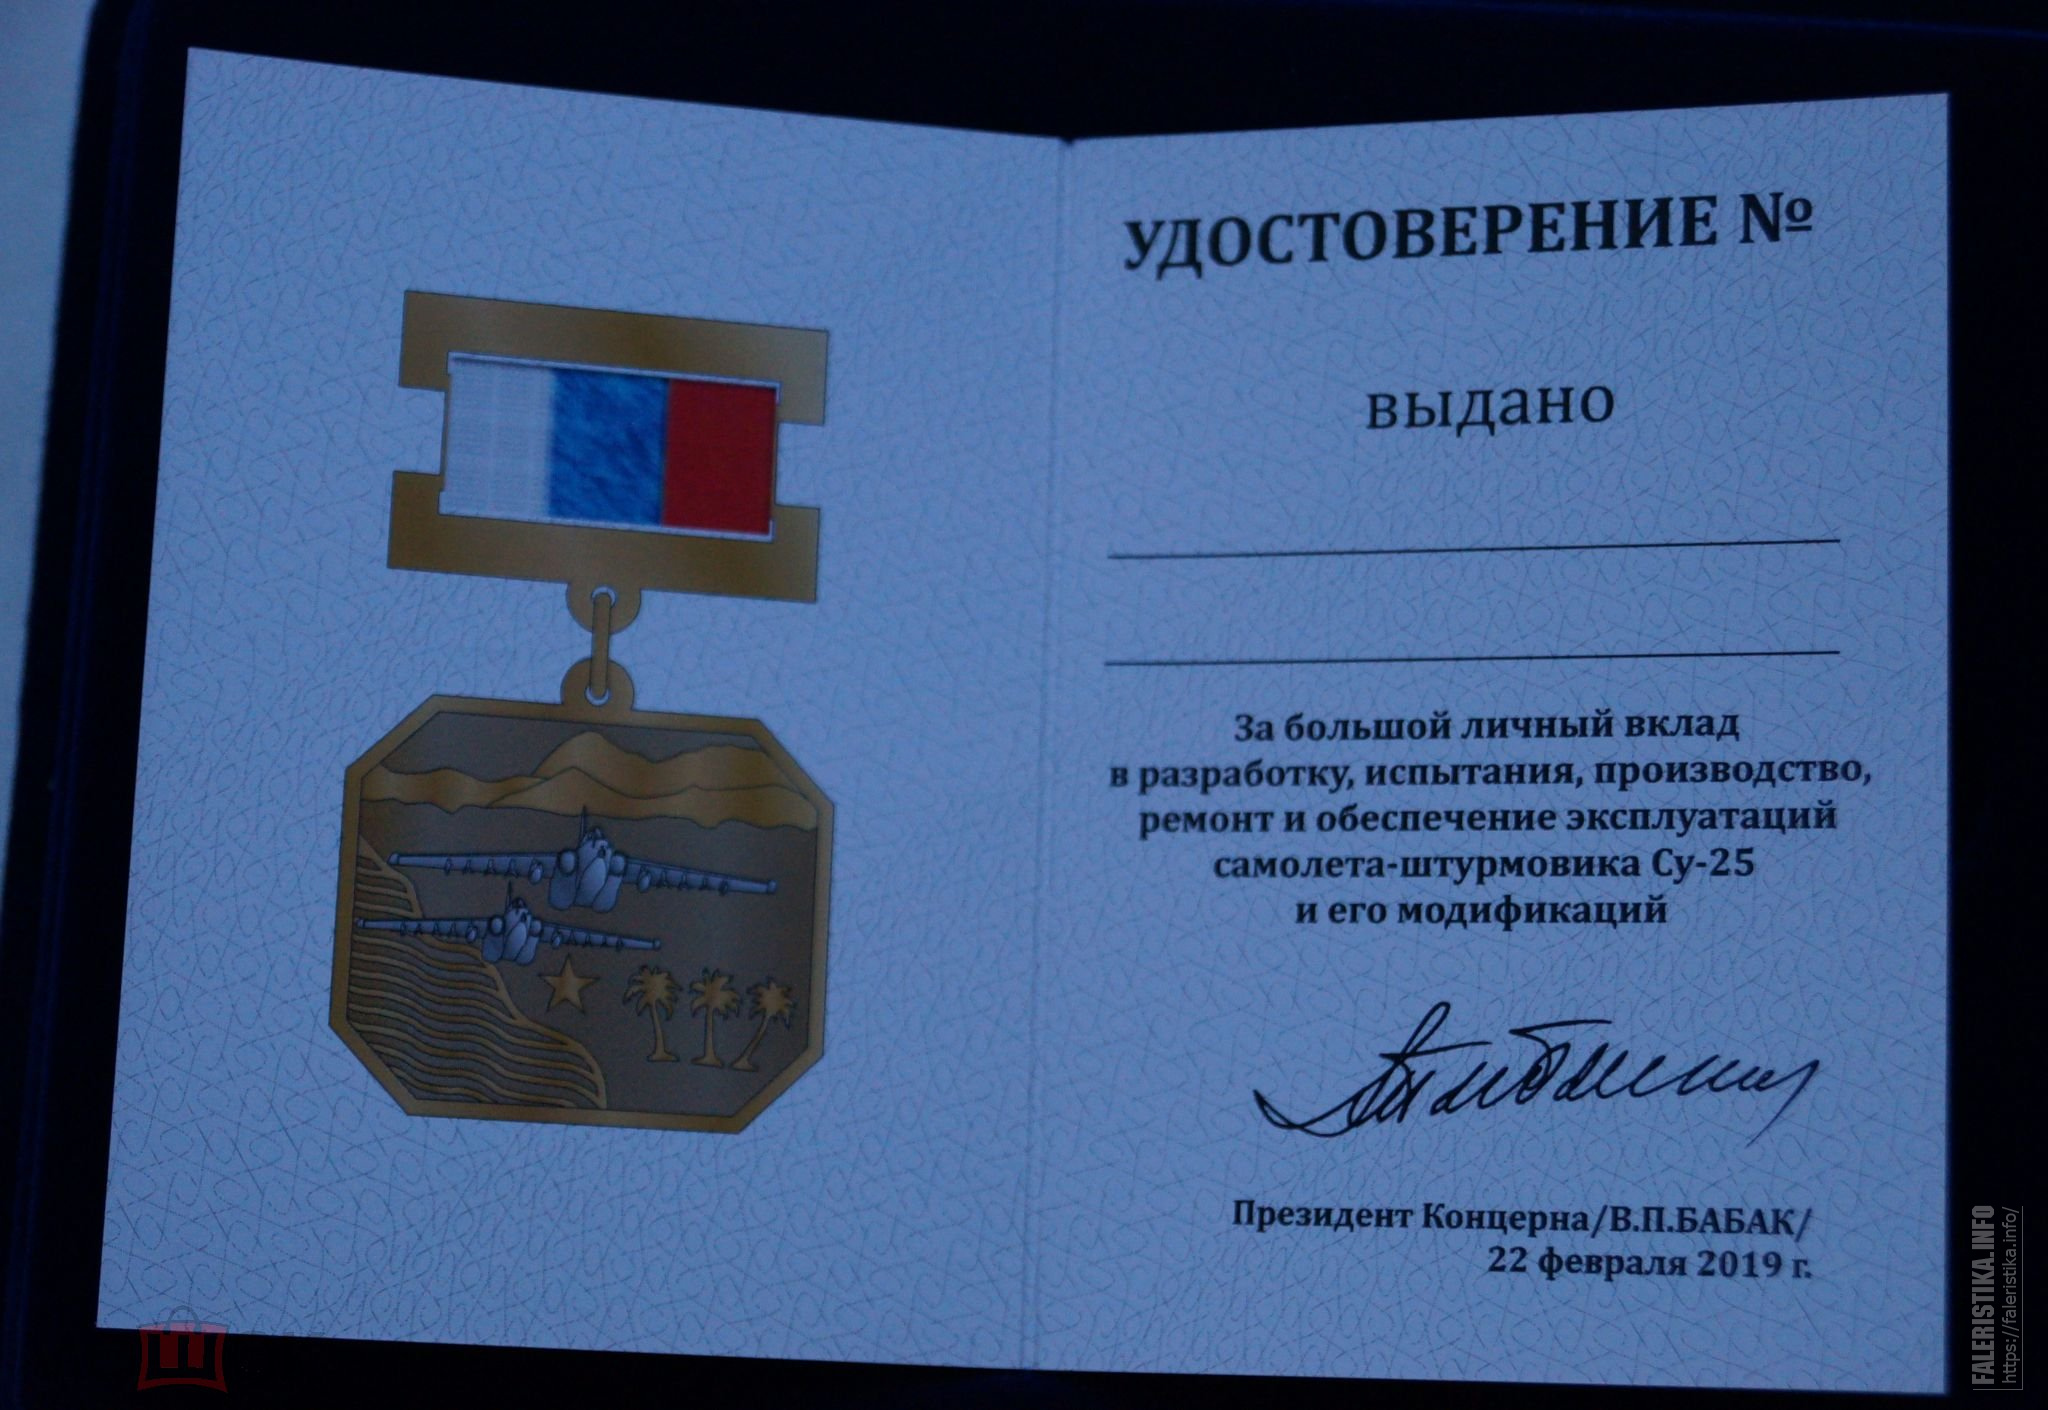 УДОСТОВЕРЕНИЕ №
выдано
За большой личный вклад
в разработку, испытания, производство,
ремонт и обеспечение эксплуатаций
самолета-штурмовика Су-25
и его модификаций
Президент Концерна/В.П.БАБАК/
22 февраля 2019 г.
FALERISTIKA.INFO
https://faleristika.info/